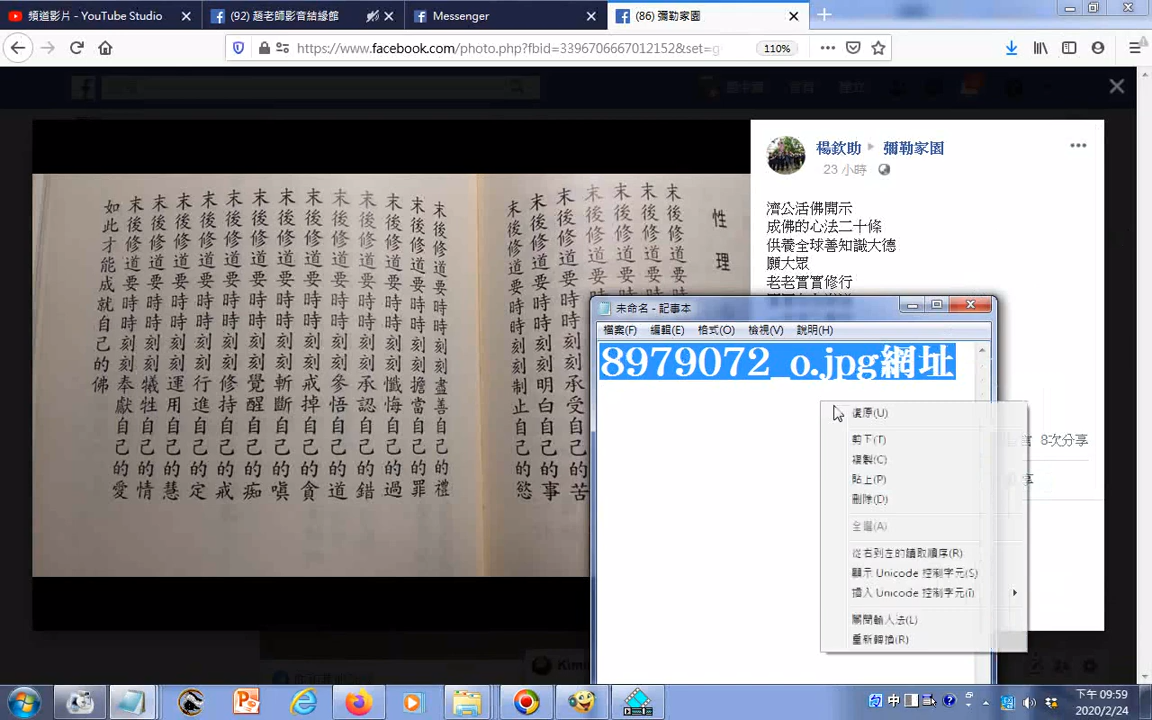 頻道影片 - YouTube Studio
(92) 趙老師影音結緣館
Messenger
(86) 彌勒家園
https://www.facebook.com/photo.php?fbid=3396706667012152&set=g
110%
性理
末後修道要時時刻刻承受自己的苦
末後修道要時時刻刻明白自己的事
末後修道要時時刻刻制止自己的慾
末後修道要時時刻刻盡善自己的禮
末後修道要時時刻刻擔當自己的罪
末後修道要時時刻刻懺悔自己的過
末後修道要時時刻刻承認自己的錯
末後修道要時時刻刻參悟自己的道
末後修道要時時刻刻戒掉自己的貪
末後修道要時時刻刻斬斷自己的嗔
末後修道要時時刻刻覺醒自己的痴
末後修道要時時刻刻修持自己的戒
末後修道要時時刻刻行進自己的定
末後修道要時時刻刻運用自己的慧
末後修道要時時刻刻犧牲自己的情
末後修道要時時刻刻奉獻自己的愛
如此才能成就自己的佛
楊欽助 彌勒家園
23 小時
濟公活佛開示
成佛的心法二十條
供養全球善知識大德
願大眾
老老實實修行
8次分享
享
未命名 - 記事本
檔案(F) 編輯(E) 格式(O) 檢視(V) 說明(H)
8979072_o.jpg網址
復原(U)
剪下(T)
複製(C)
貼上(P)
刪除(D)
全選(A)
從右到左的讀取順序(R)
顯示 Unicode 控制字元(S)
插入 Unicode 控制字元(I)
關閉輸入法(L)
重新轉換(R)
Kimi
中
下午 09:59
2020/2/24